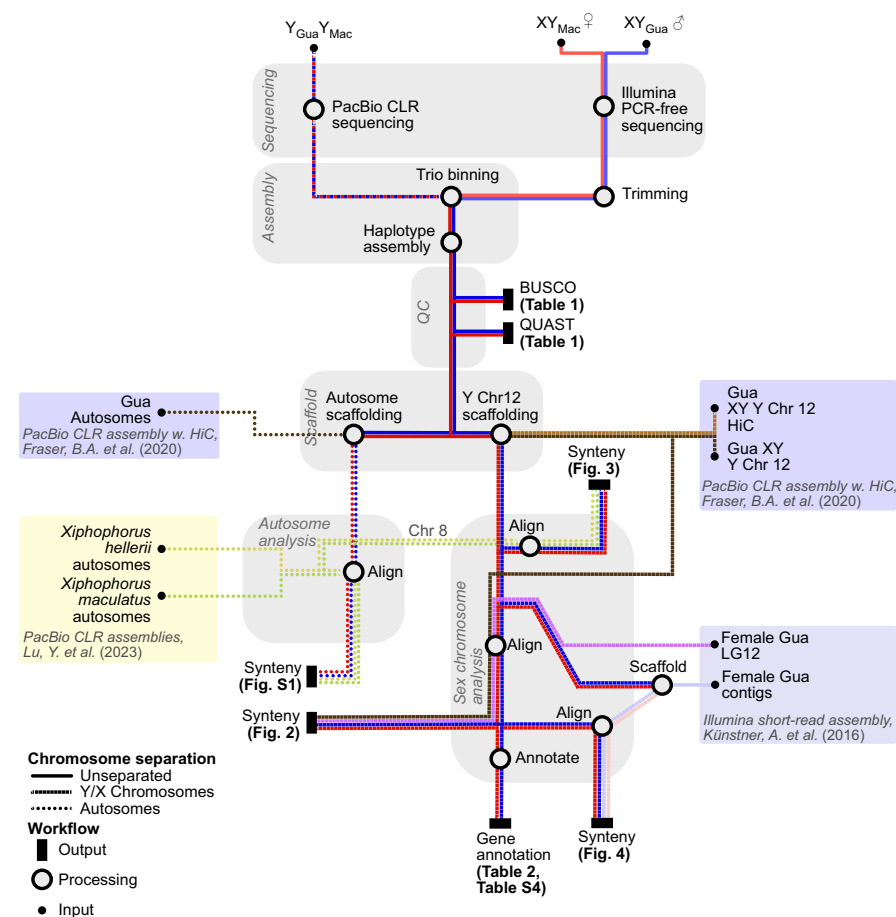 Y_Gua Y_Mac
XY_Mac ♀
XY_Gua ♂
Sequencing
PacBio CLR
sequencing
Illumina
PCR-free
sequencing
Assembly
Trio binning
Trimming
Haplotype
assembly
QC
BUSCO
(Table 1)
QUAST
(Table 1)
Scaffold
Autosome
scaffolding
Y Chr12
scaffolding
Gua
Autosomes
PacBio CLR assembly w. HiC,
Fraser, B.A. et al. (2020)
Gua
XY Y Chr 12
HiC
Gua XY
Y Chr 12
PacBio CLR assembly w. HiC,
Fraser, B.A. et al. (2020)
Synteny
(Fig. 3)
Autosome
analysis
Chr 8
Align
Xiphophorus
hellerii
autosomes
Xiphophorus
maculatus
autosomes
PacBio CLR assemblies,
Lu, Y. et al. (2023)
Align
Sex chromosome
analysis
Align
Female Gua
LG12
Female Gua
contigs
Illumina short-read assembly,
Künstner, A. et al. (2016)
Scaffold
Synteny
(Fig. S1)
Synteny
(Fig. 2)
Align
Annotate
Chromosome separation
Unseparated
Y/X Chromosomes
Autosomes
Workflow
Output
Processing
Input
Gene
annotation
(Table 2,
Table S4)
Synteny
(Fig. 4)